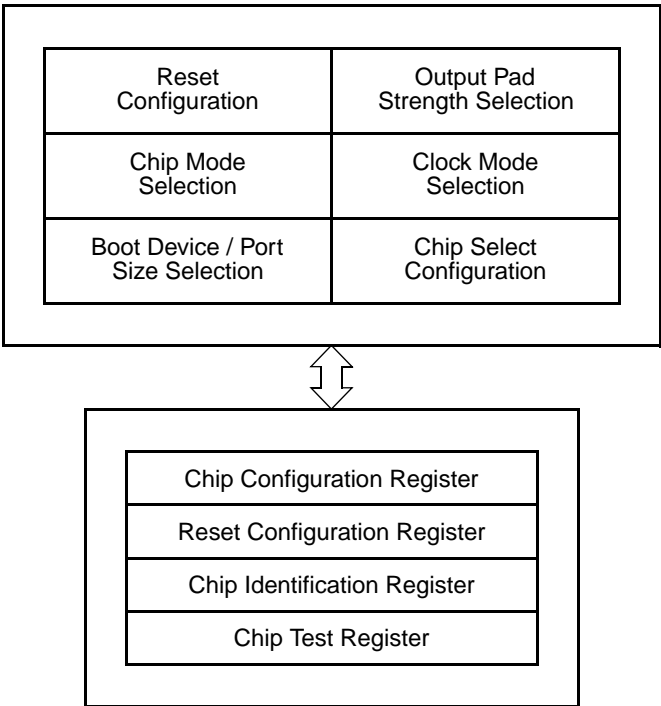 Reset
Configuration
Output Pad
Strength Selection
Chip Mode
Selection
Clock Mode
Selection
Boot Device / Port
Size Selection
Chip Select
Configuration
Chip Configuration Register
Reset Configuration Register
Chip Identification Register
Chip Test Register